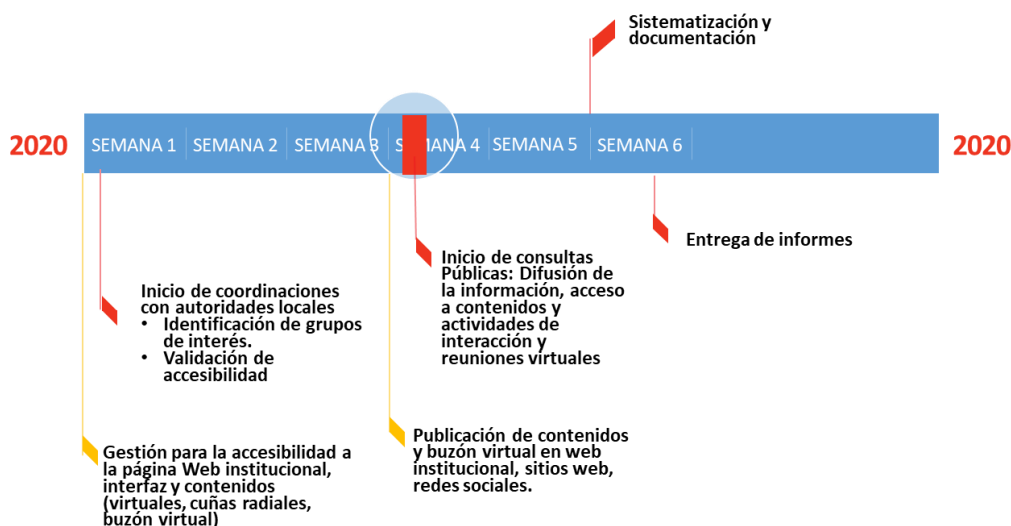 Sistematización y
documentación
2020
SEMANA 1
SEMANA 2
SEMANA 3
SEMANA 4
SEMANA 5
SEMANA 6
2020
Entrega de informes
Inicio de consultas
Públicas: Difusión de
la información, acceso
a contenidos y
actividades de
interacción y
reuniones virtuales
Inicio de coordinaciones
con autoridades locales
• Identificación de grupos
de interés.
• Validación de
accesibilidad
Publicación de contenidos
y buzón virtual en web
institucional, sitios web,
redes sociales.
Gestión para la accesibilidad a
la página Web institucional,
interfaz y contenidos
(virtuales, cuñas radiales,
buzón virtual)